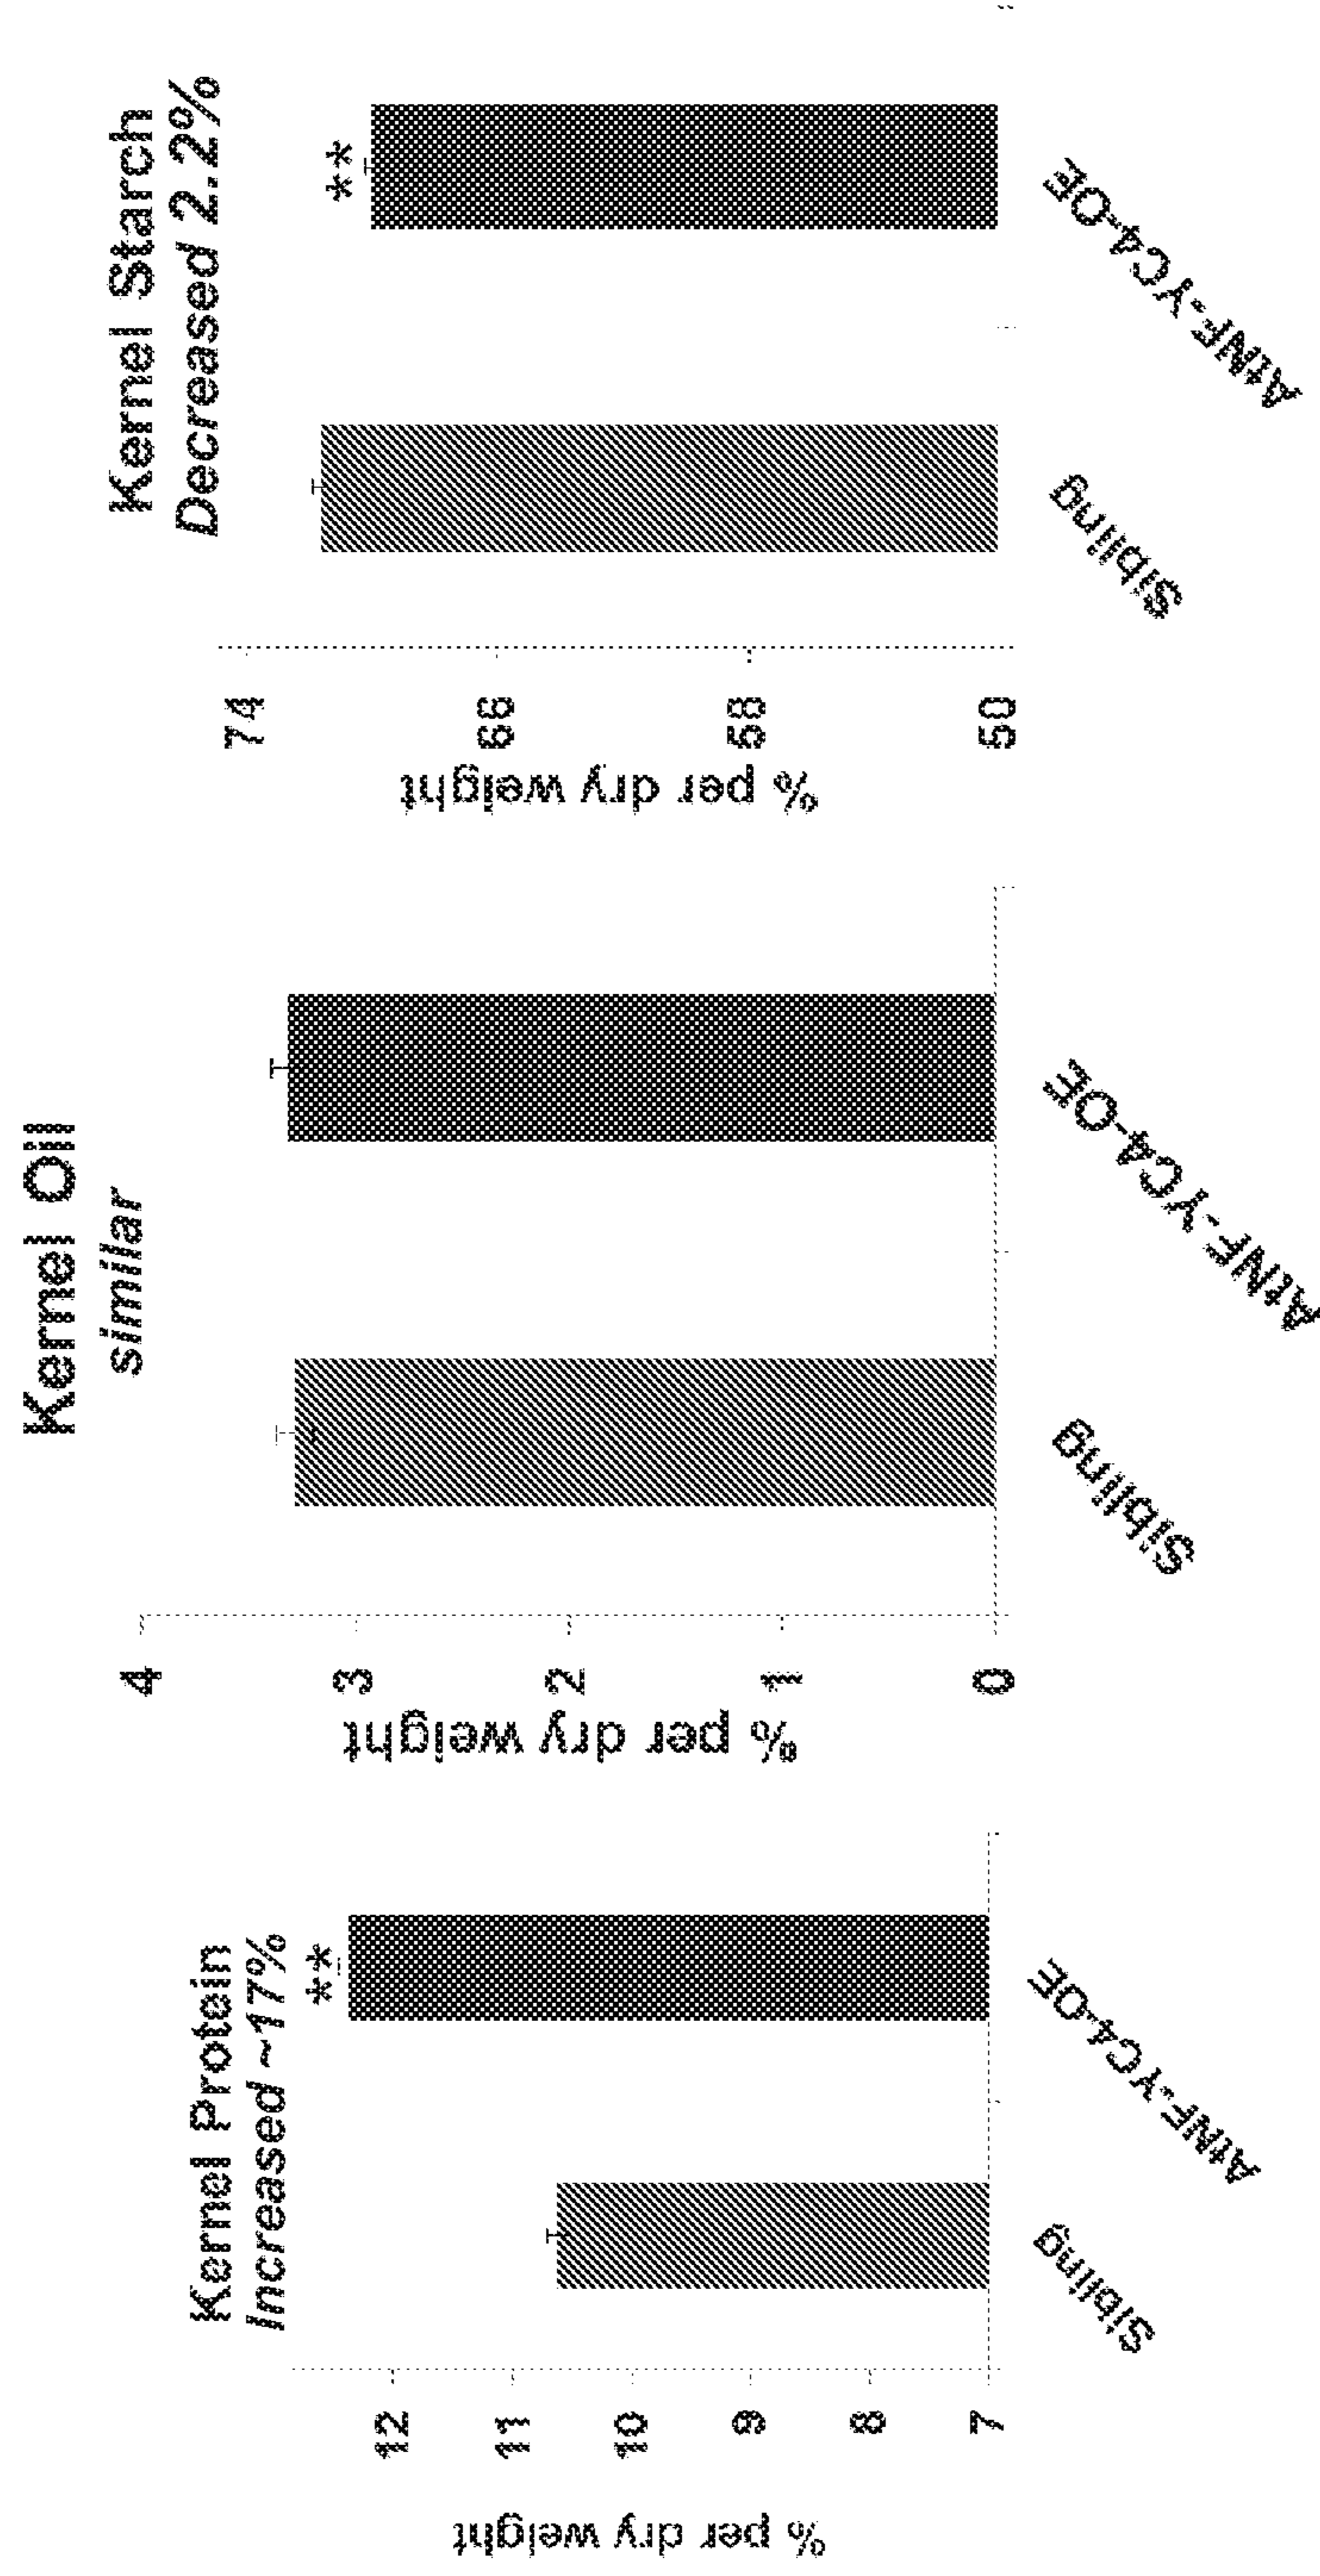 Kernel Protein
Increased ~17%
**
% per dry weight
12
11
10
9
8
7
Sibling
AtNF-YC4-OE
Kernel Oil
similar
% per dry weight
4
3
2
1
0
Sibling
AtNF-YC4-OE
Kernel Starch
Decreased 2.2%
**
% per dry weight
74
66
58
50
Sibling
AtNF-YC4-OE